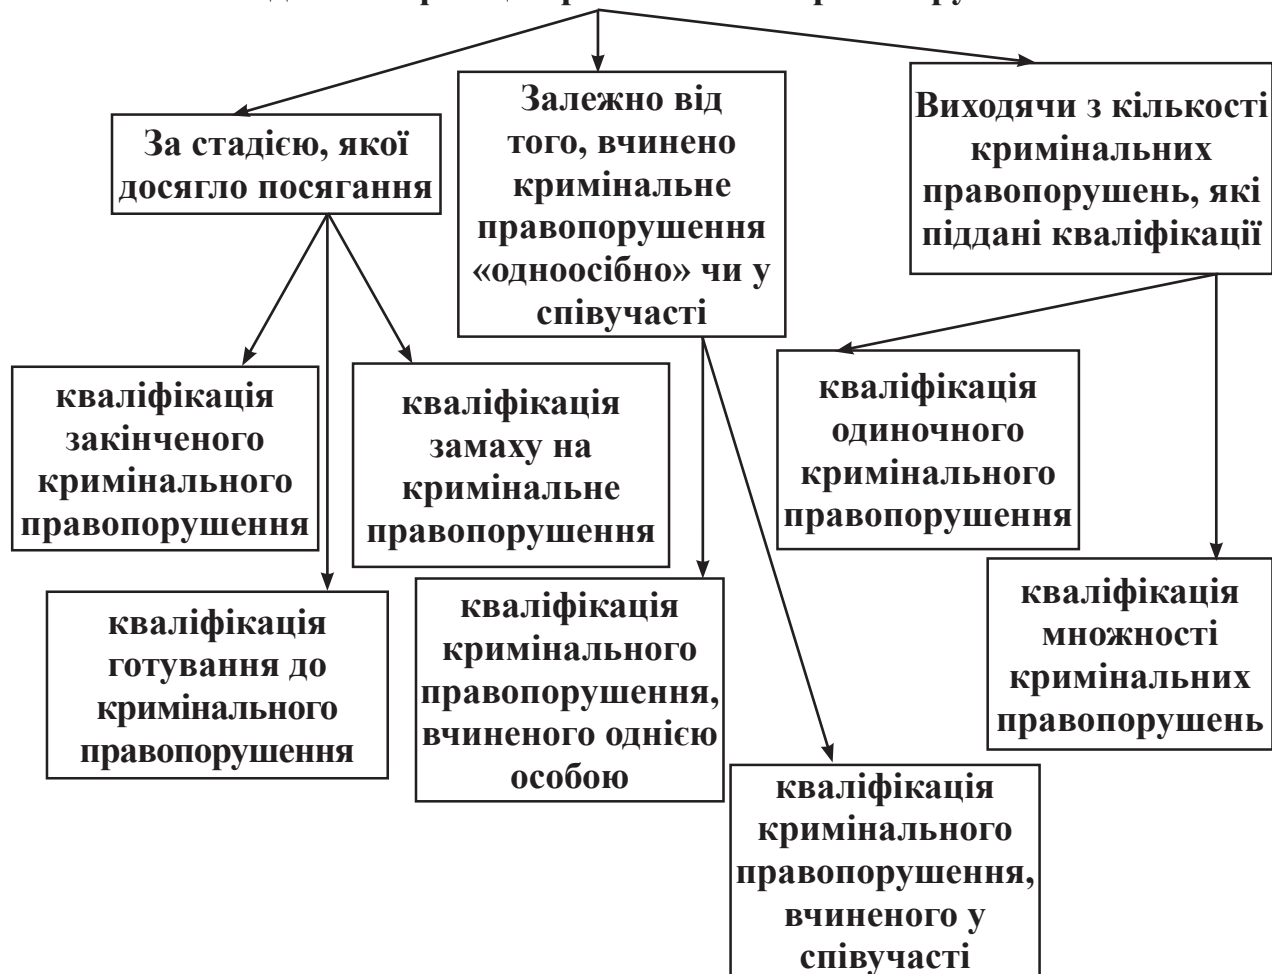 За стадією, якої
досягло посягання
Залежно від
того, вчинено
кримінальне
правопорушення
«одноосібно» чи у
співучасті
Виходячи з кількості
кримінальних
правопорушень, які
піддані кваліфікації
кваліфікація
закінченого
кримінального
правопорушення
кваліфікація
замаху на
кримінальне
правопорушення
кваліфікація
готування до
кримінального
правопорушення
кваліфікація
кримінального
правопорушення,
вчиненого однією
особою
кваліфікація
кримінального
правопорушення,
вчиненого у
співучасті
кваліфікація
одиночного
кримінального
правопорушення
кваліфікація
множності
кримінальних
правопорушень